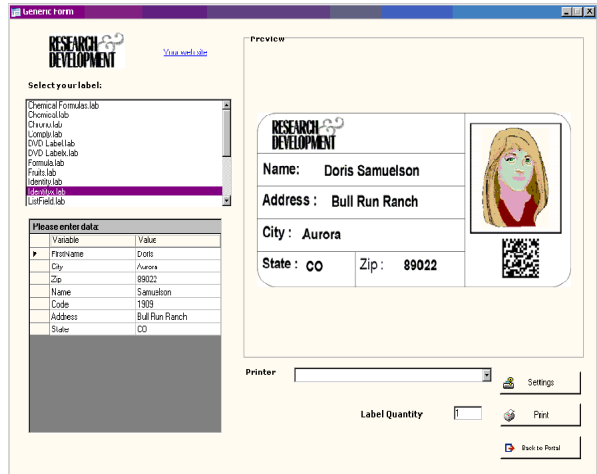 Generic Form
RESEARCH &
DEVELOPMENT
Your web site
Select your label:
Chemical Formulas.lab
Chemical.lab
Chrono.lab
Comply.lab
DVD Label.lab
DVD Labelx.lab
Formula.lab
Fruits.lab
Identity.lab
Identityx.lab
ListField.lab
Please enter data:
Variable Value
FirstName Doris
City Aurora
Zip 89022
Name Samuelson
Code 1909
Address Bull Run Ranch
State CO
Preview
RESEARCH &
DEVELOPMENT
Name: Doris Samuelson
Address : Bull Run Ranch
City : Aurora
State : CO Zip : 89022
Printer
Settings
Label Quantity 1
Print
Back to Portal